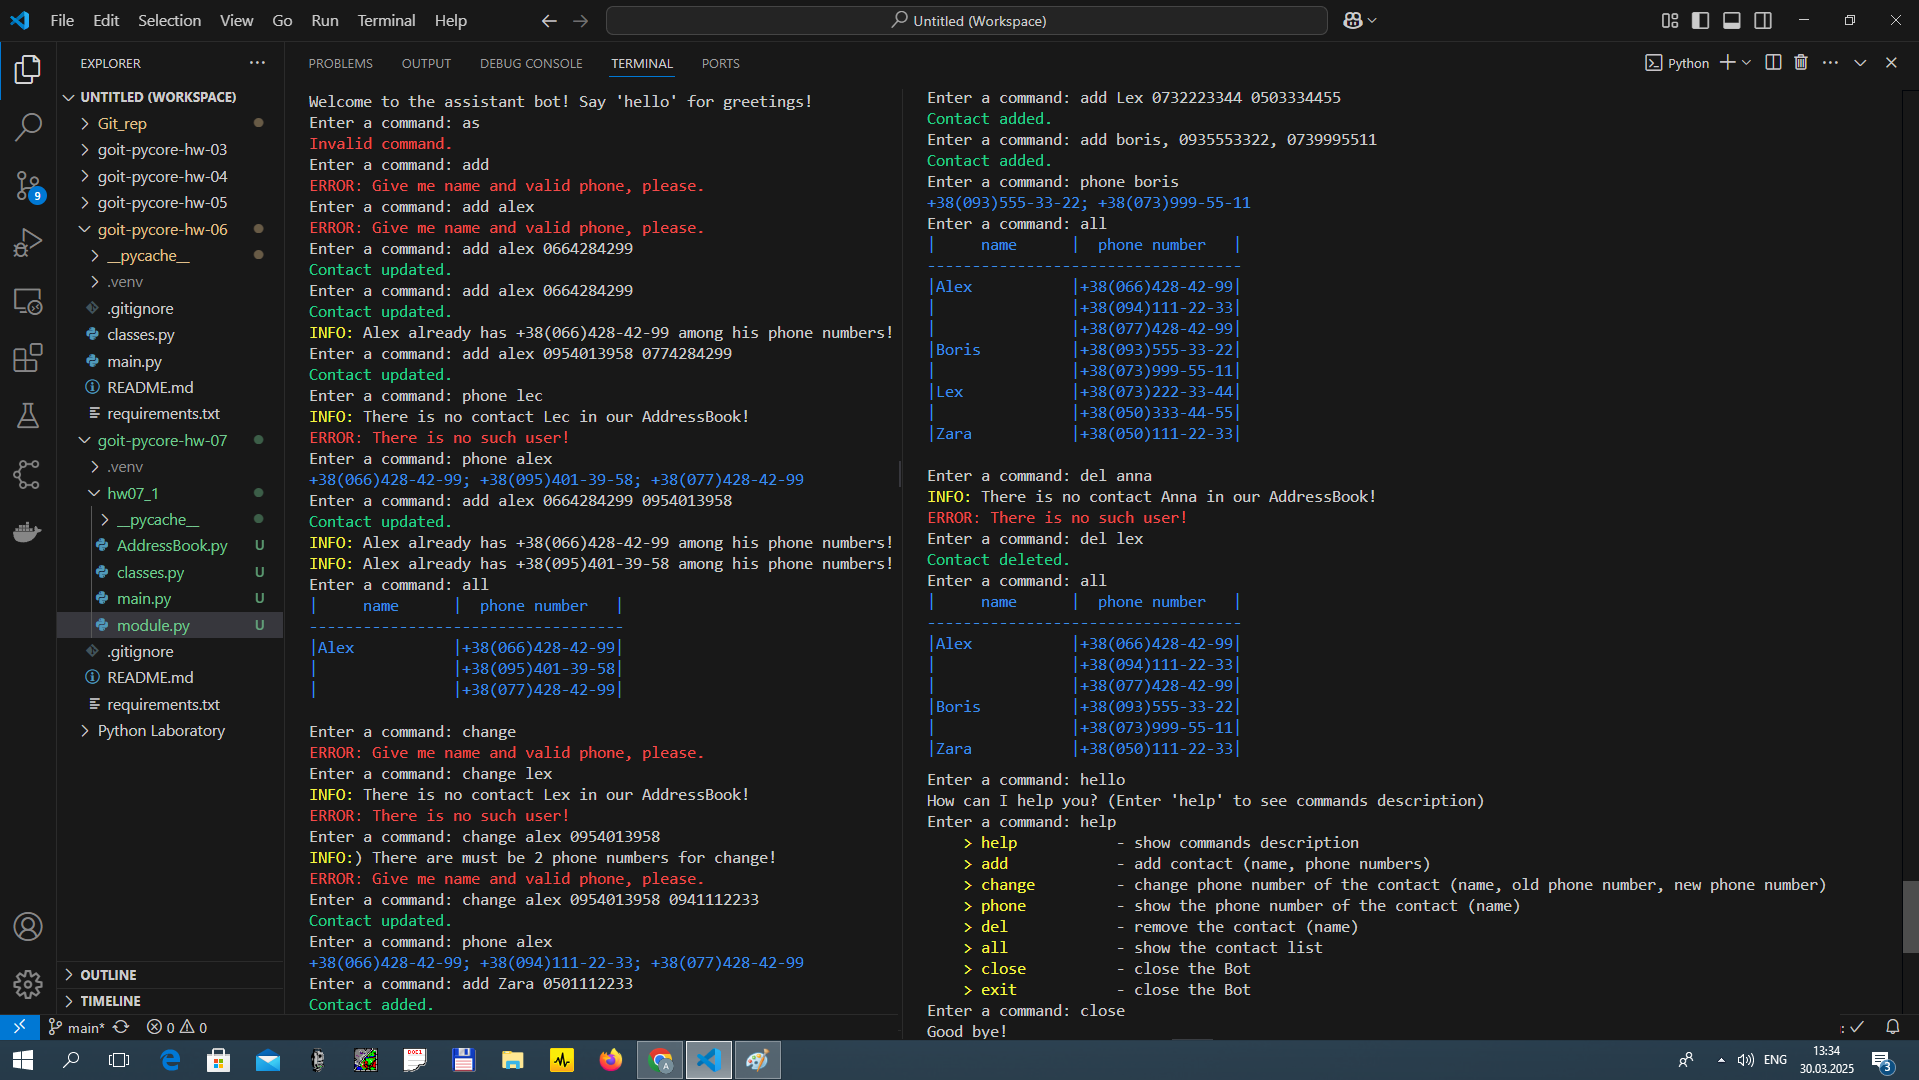 File Edit Selection View Go Run Terminal Help
Untitled (Workspace)
EXPLORER
UNTITLED (WORKSPACE)
Git_rep
goit-pycore-hw-03
goit-pycore-hw-04
goit-pycore-hw-05
goit-pycore-hw-06
__pycache__
.venv
.gitignore
classes.py
main.py
README.md
requirements.txt
goit-pycore-hw-07
.venv
hw07_1
__pycache__
AddressBook.py U
classes.py U
main.py U
module.py U
.gitignore
README.md
requirements.txt
Python Laboratory
OUTLINE
TIMELINE
9
PROBLEMS OUTPUT DEBUG CONSOLE TERMINAL PORTS
Python
Welcome to the assistant bot! Say 'hello' for greetings!
Enter a command: as
Invalid command.
Enter a command: add
ERROR: Give me name and valid phone, please.
Enter a command: add alex
ERROR: Give me name and valid phone, please.
Enter a command: add alex 0664284299
Contact updated.
Enter a command: add alex 0664284299
Contact updated.
INFO: Alex already has +38(066)428-42-99 among his phone numbers!
Enter a command: add alex 0954013958 0774284299
Contact updated.
Enter a command: phone lec
INFO: There is no contact Lec in our AddressBook!
ERROR: There is no such user!
Enter a command: phone alex
+38(066)428-42-99; +38(095)401-39-58; +38(077)428-42-99
Enter a command: add alex 0664284299 0954013958
Contact updated.
INFO: Alex already has +38(066)428-42-99 among his phone numbers!
INFO: Alex already has +38(095)401-39-58 among his phone numbers!
Enter a command: all
| name | phone number |
-----------------------------------
|Alex |+38(066)428-42-99|
| |+38(095)401-39-58|
| |+38(077)428-42-99|
Enter a command: change
ERROR: Give me name and valid phone, please.
Enter a command: change lex
INFO: There is no contact Lex in our AddressBook!
ERROR: There is no such user!
Enter a command: change alex 0954013958
INFO:) There are must be 2 phone numbers for change!
ERROR: Give me name and valid phone, please.
Enter a command: change alex 0954013958 0941112233
Contact updated.
Enter a command: phone alex
+38(066)428-42-99; +38(094)111-22-33; +38(077)428-42-99
Enter a command: add Zara 0501112233
Contact added.
Enter a command: add Lex 0732223344 0503334455
Contact added.
Enter a command: add boris, 0935553322, 0739995511
Contact added.
Enter a command: phone boris
+38(093)555-33-22; +38(073)999-55-11
Enter a command: all
| name | phone number |
-----------------------------------
|Alex |+38(066)428-42-99|
| |+38(094)111-22-33|
| |+38(077)428-42-99|
|Boris |+38(093)555-33-22|
| |+38(073)999-55-11|
|Lex |+38(073)222-33-44|
| |+38(050)333-44-55|
|Zara |+38(050)111-22-33|
Enter a command: del anna
INFO: There is no contact Anna in our AddressBook!
ERROR: There is no such user!
Enter a command: del lex
Contact deleted.
Enter a command: all
| name | phone number |
-----------------------------------
|Alex |+38(066)428-42-99|
| |+38(094)111-22-33|
| |+38(077)428-42-99|
|Boris |+38(093)555-33-22|
| |+38(073)999-55-11|
|Zara |+38(050)111-22-33|
Enter a command: hello
How can I help you? (Enter 'help' to see commands description)
Enter a command: help
> help - show commands description
> add - add contact (name, phone numbers)
> change - change phone number of the contact (name, old phone number, new phone number)
> phone - show the phone number of the contact (name)
> del - remove the contact (name)
> all - show the contact list
> close - close the Bot
> exit - close the Bot
Enter a command: close
Good bye!
main* 0 0
ENG
13:34
30.03.2025
3